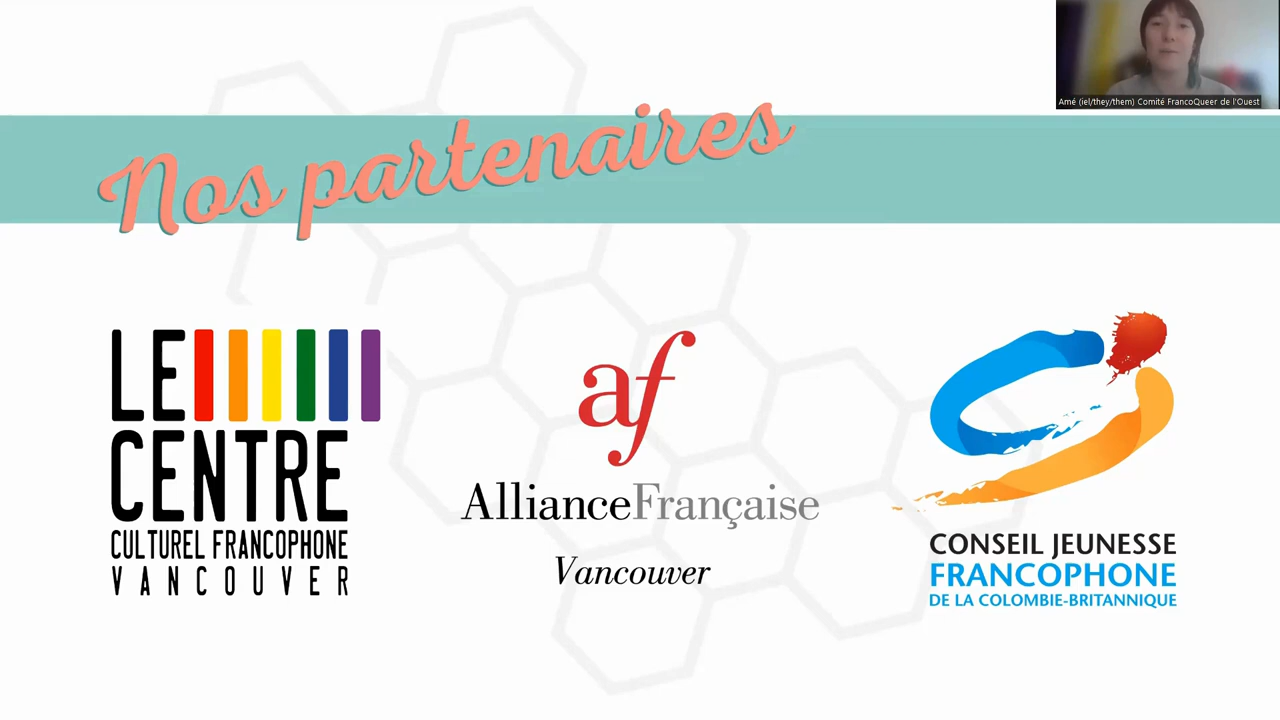 Amé (iel/they/them) Comité FrancoQueer de l'Ouest
Nos partenaires
LE
CENTRE
CULTUREL FRANCOPHONE
VANCOUVER
af
AllianceFrançaise
Vancouver
CONSEIL JEUNESSE
FRANCOPHONE
DE LA COLOMBIE-BRITANNIQUE